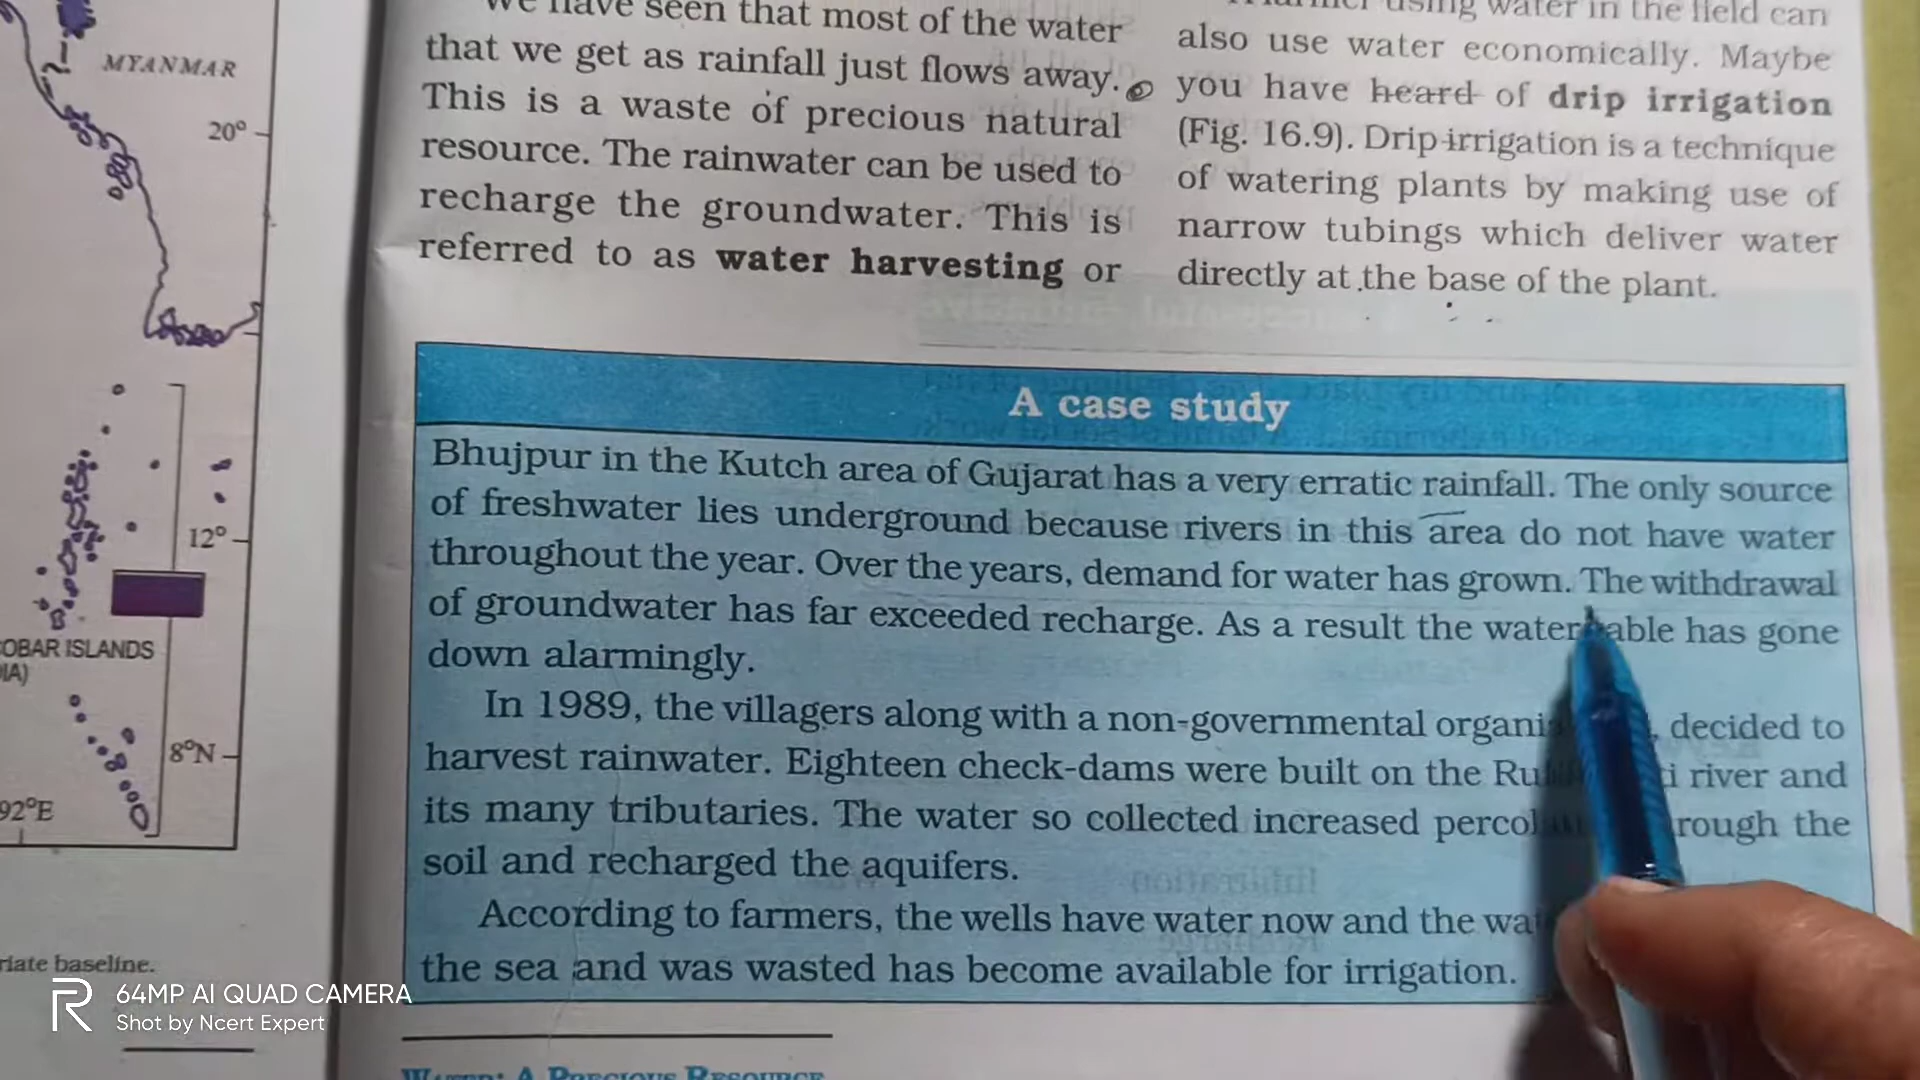 MYANMAR
20°
12°
OBAR ISLANDS
IA)
8°N
92°E
riate baseline.
We have seen that most of the water
that we get as rainfall just flows away.
This is a waste of precious natural
resource. The rainwater can be used to
recharge the groundwater. This is
referred to as water harvesting or
using water in the field can
also use water economically. Maybe
you have heard of drip irrigation
(Fig. 16.9). Drip irrigation is a technique
of watering plants by making use of
narrow tubings which deliver water
directly at the base of the plant.
A case study
Bhujpur in the Kutch area of Gujarat has a very erratic rainfall. The only source
of freshwater lies underground because rivers in this area do not have water
throughout the year. Over the years, demand for water has grown. The withdrawal
of groundwater has far exceeded recharge. As a result the water table has gone
down alarmingly.
In 1989, the villagers along with a non-governmental organi , decided to
harvest rainwater. Eighteen check-dams were built on the Ru i river and
its many tributaries. The water so collected increased percol rough the
soil and recharged the aquifers.
According to farmers, the wells have water now and the wa
the sea and was wasted has become available for irrigation.
WATER: A PRECIOUS RESOURCE
64MP AI QUAD CAMERA
Shot by Ncert Expert